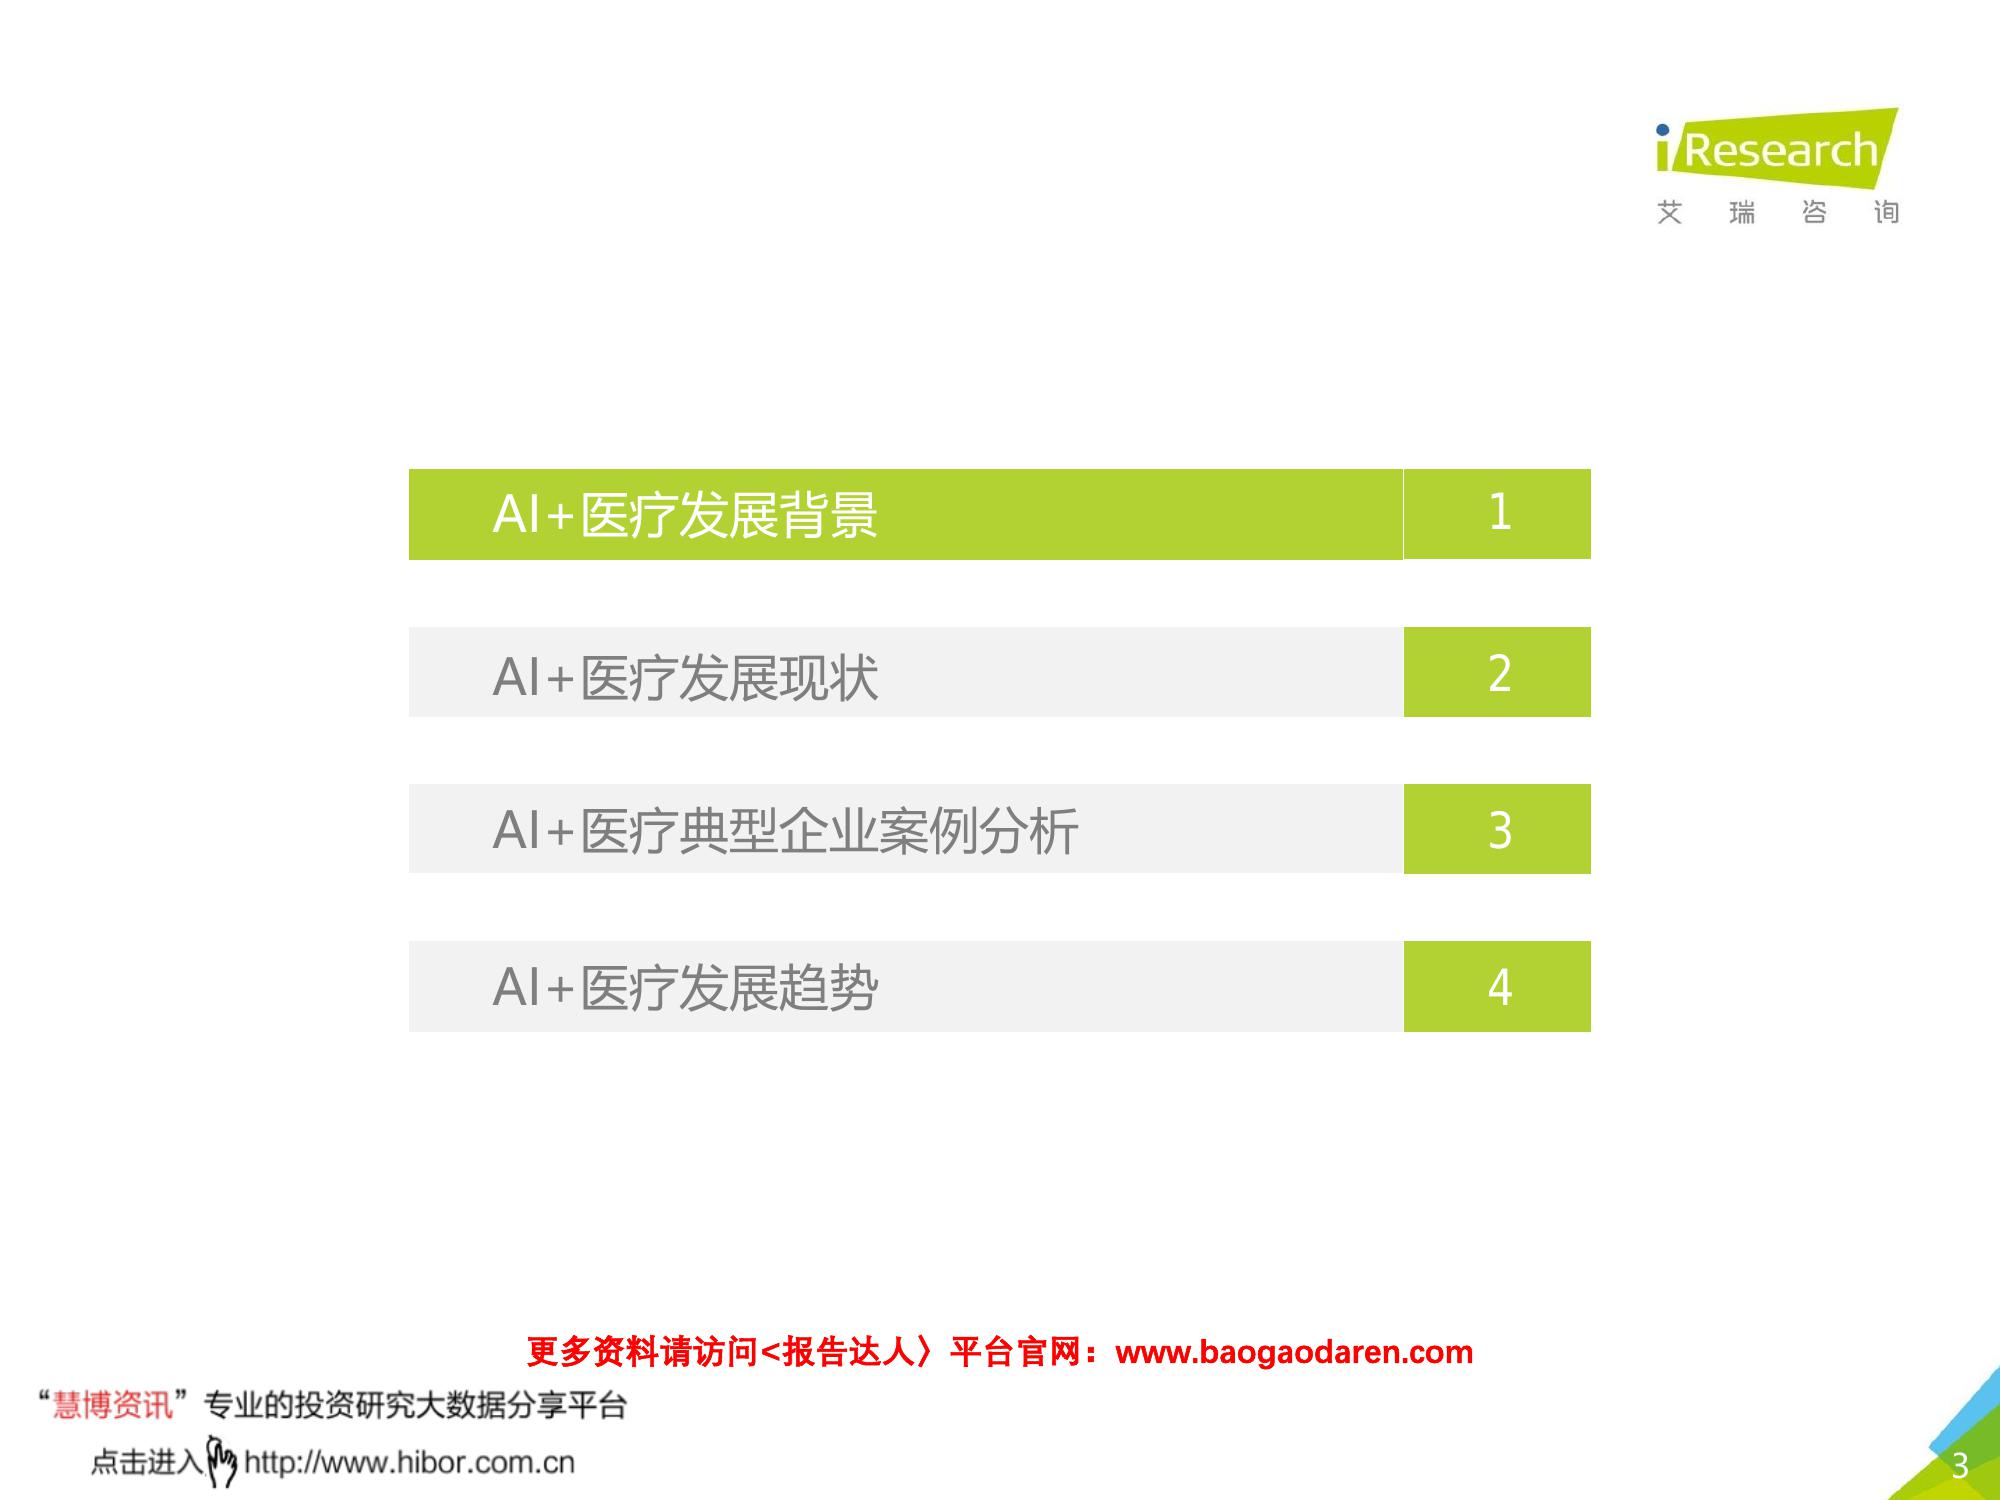 iResearch
艾瑞咨询
AI+医疗发展背景 1
AI+医疗发展现状 2
AI+医疗典型企业案例分析 3
AI+医疗发展趋势 4
更多资料请访问<报告达人〉平台官网：www.baogaodaren.com
“慧博资讯”专业的投资研究大数据分享平台
点击进入http://www.hibor.com.cn
3